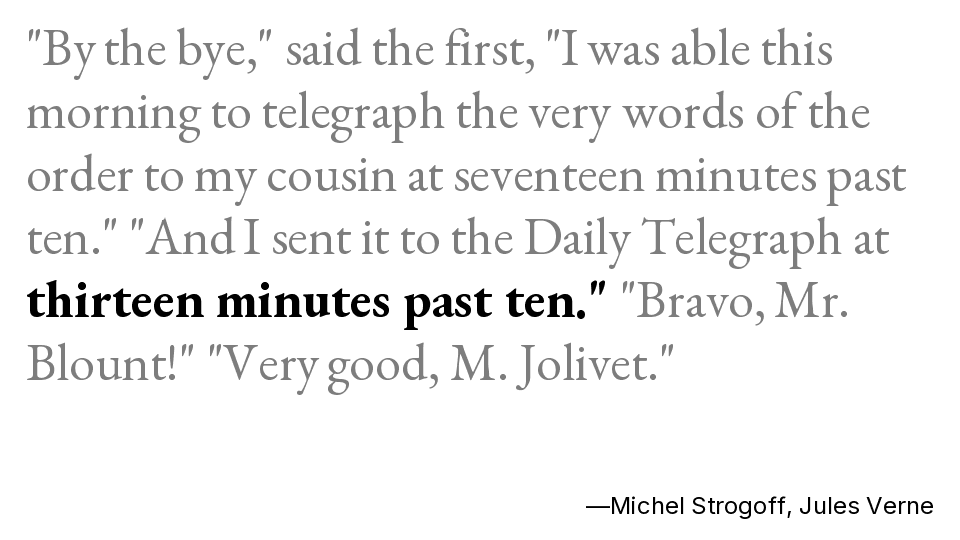 "By the bye," said the first, "I was able this
morning to telegraph the very words of the
order to my cousin at seventeen minutes past
ten." "And I sent it to the Daily Telegraph at
thirteen minutes past ten." "Bravo, Mr.
Blount!" "Very good, M. Jolivet."
—Michel Strogoff, Jules Verne